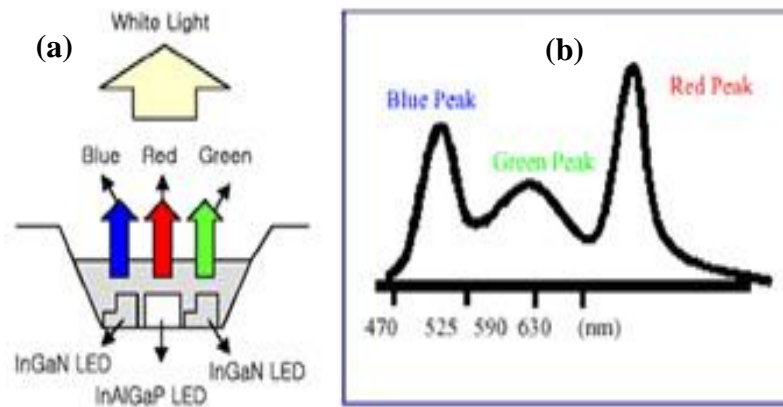 (a)
White Light
Blue Red Green
InGaN LED
InGaN LED
InAlGaP LED
(b)
Blue Peak
Green Peak
Red Peak
470 525 590 630 (nm)